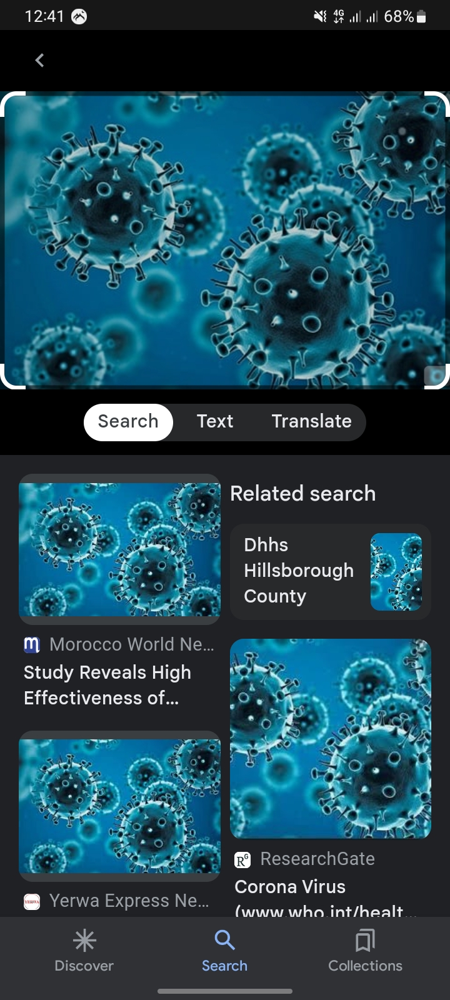 12:41
4G
68%
Search
Text
Translate
Morocco World Ne...
Study Reveals High
Effectiveness of...
Yerwa Express Ne...
Related search
Dhhs
Hillsborough
County
ResearchGate
Corona Virus
(www.who.int/healt...
Discover
Search
Collections